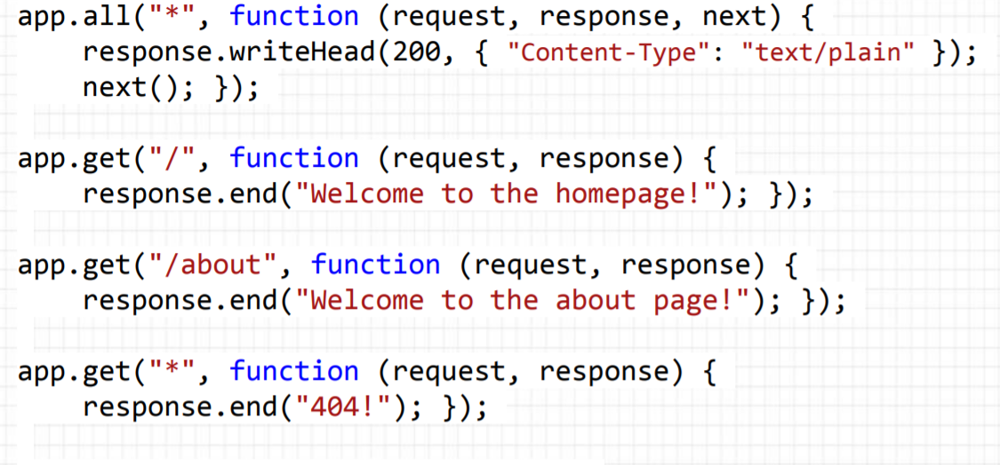 app.all("*", function (request, response, next) {
    response.writeHead(200, { "Content-Type": "text/plain" });
    next(); });
app.get("/", function (request, response) {
    response.end("Welcome to the homepage!"); });
app.get("/about", function (request, response) {
    response.end("Welcome to the about page!"); });
app.get("*", function (request, response) {
    response.end("404!"); });